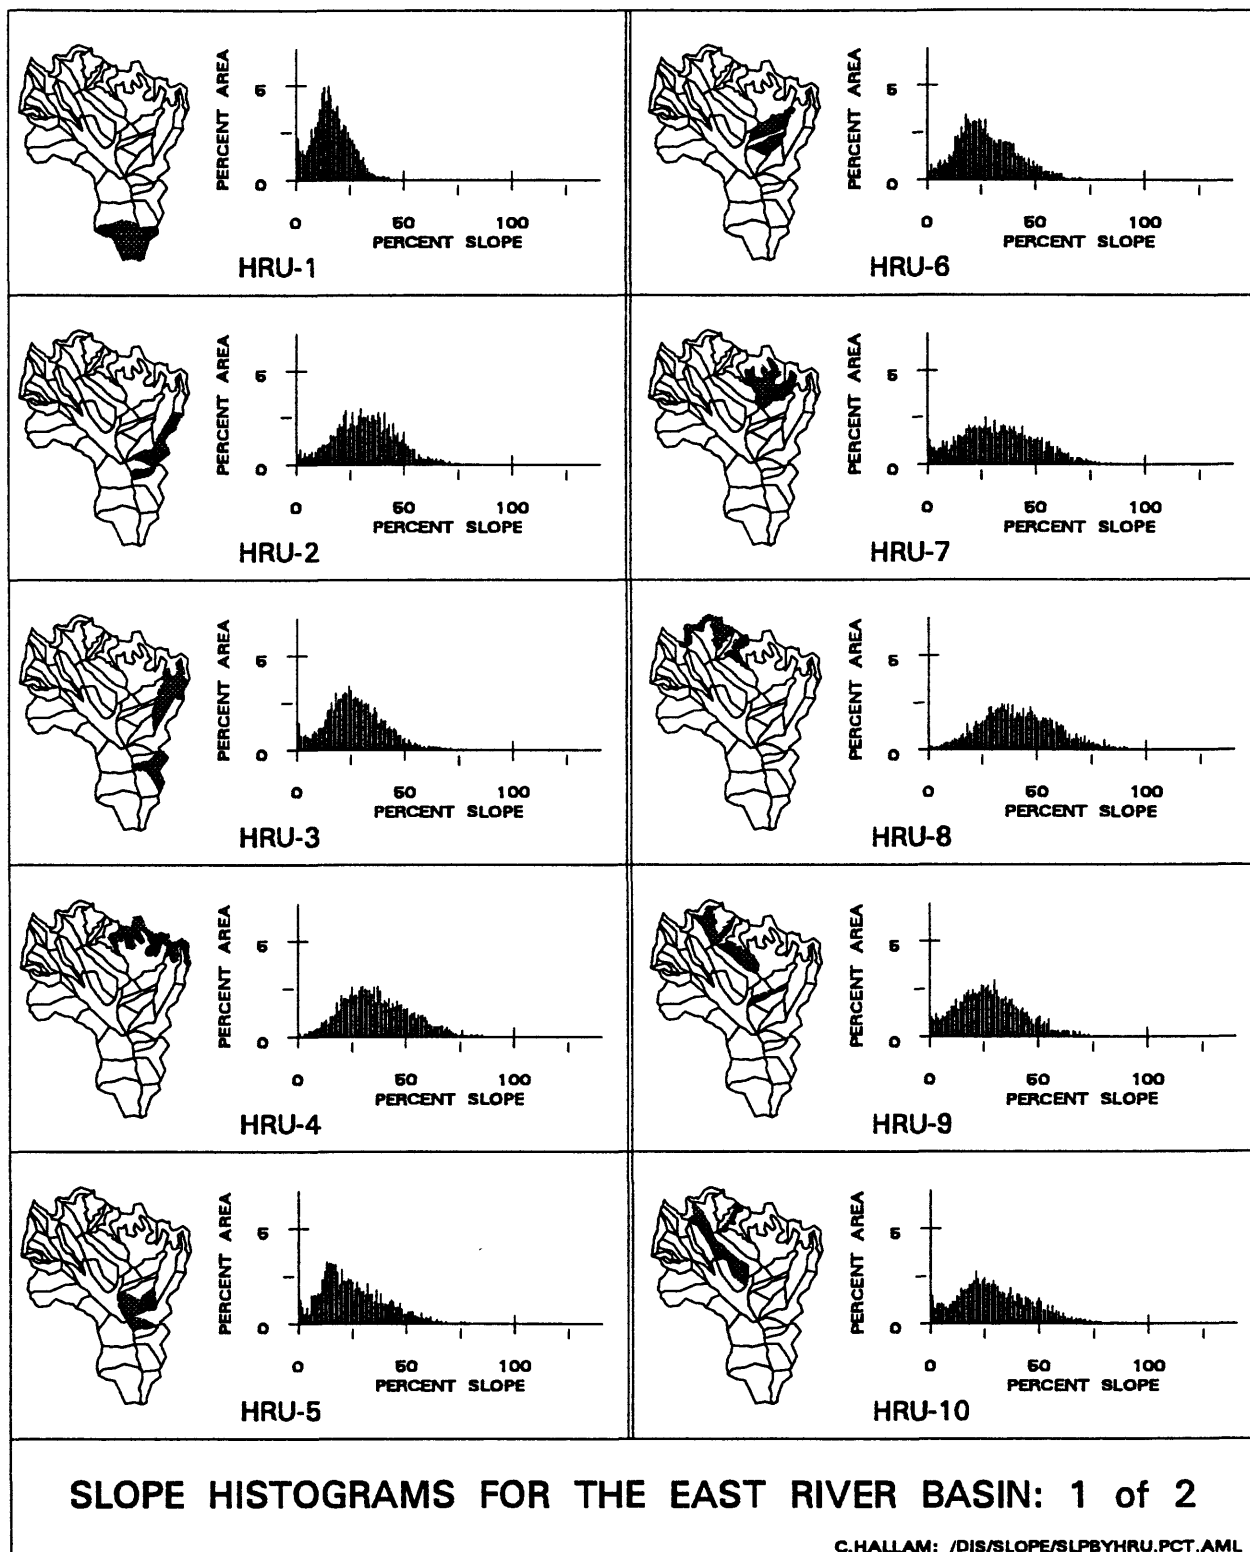 PERCENT AREA
5
0
0 50 100
PERCENT SLOPE
HRU-1
PERCENT AREA
5
0
0 50 100
PERCENT SLOPE
HRU-6
PERCENT AREA
5
0
0 50 100
PERCENT SLOPE
HRU-2
PERCENT AREA
5
0
0 50 100
PERCENT SLOPE
HRU-7
PERCENT AREA
5
0
0 50 100
PERCENT SLOPE
HRU-3
PERCENT AREA
5
0
0 50 100
PERCENT SLOPE
HRU-8
PERCENT AREA
5
0
0 50 100
PERCENT SLOPE
HRU-4
PERCENT AREA
5
0
0 50 100
PERCENT SLOPE
HRU-9
PERCENT AREA
5
0
0 50 100
PERCENT SLOPE
HRU-5
PERCENT AREA
5
0
0 50 100
PERCENT SLOPE
HRU-10
SLOPE HISTOGRAMS FOR THE EAST RIVER BASIN: 1 of 2
C.HALLAM: /DIS/SLOPE/SLPBYHRU.PCT.AML